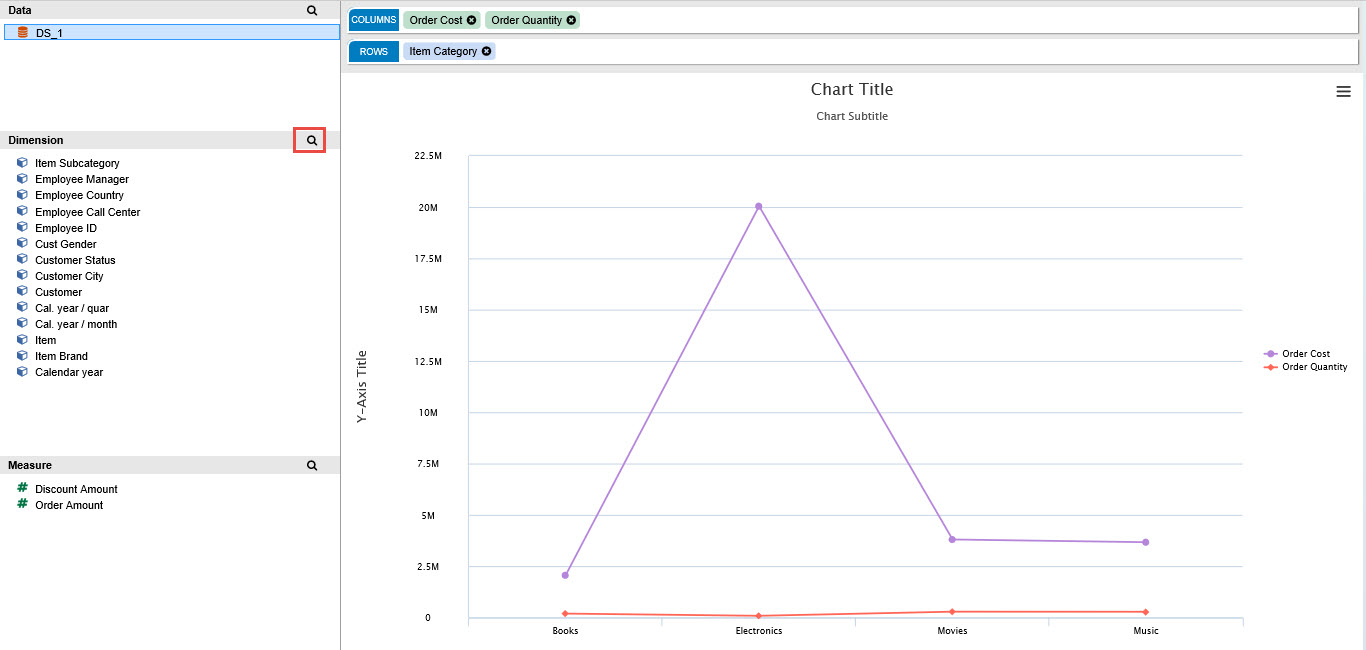 Data
DS_1
Dimension
Item Subcategory
Employee Manager
Employee Country
Employee Call Center
Employee ID
Cust Gender
Customer Status
Customer City
Customer
Cal. year / quar
Cal. year / month
Item
Item Brand
Calendar year
Measure
Discount Amount
Order Amount
COLUMNS Order Cost Order Quantity
ROWS Item Category
Chart Title
Chart Subtitle
Y-Axis Title
22.5M
20M
17.5M
15M
12.5M
10M
7.5M
5M
2.5M
0
Books Electronics Movies Music
Order Cost
Order Quantity